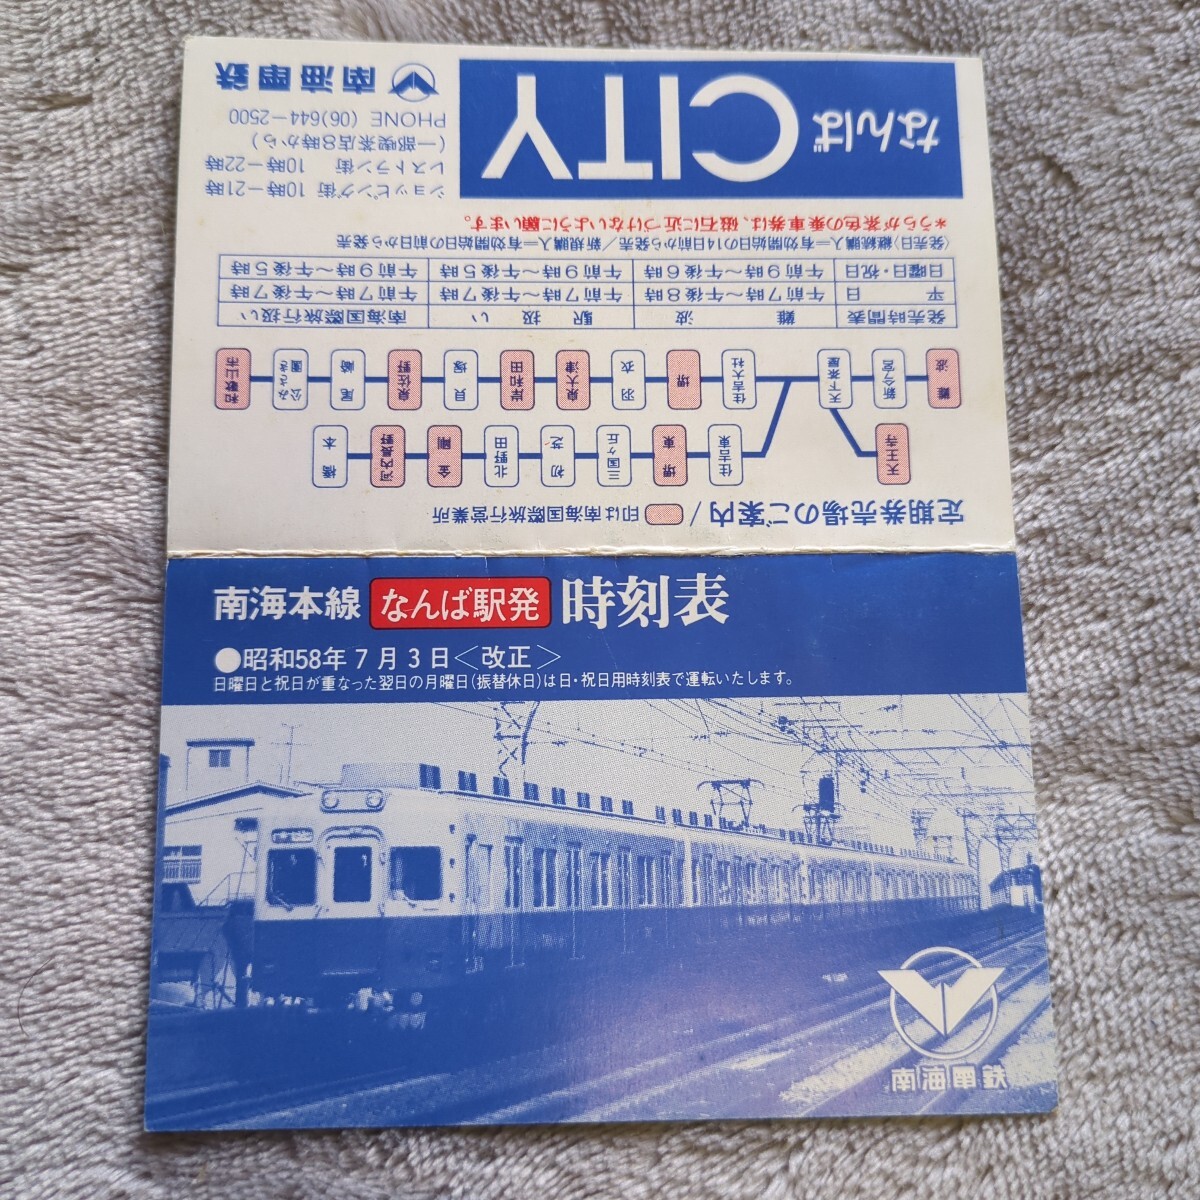 南海本線 なんば駅発 時刻表
●昭和58年7月3日＜改正＞
日曜日と祝日が重なった翌日の月曜日(振替休日)は日・祝日用時刻表で運転いたします。
南海電鉄
定期券売場のご案内/ 印は南海国際旅行営業所
天王寺 住吉東 堺東 三国ヶ丘 初芝 北野田 金剛 河内長野 橋本
難波 新今宮 天下茶屋 住吉大社 堺 羽衣 泉大津 岸和田 貝塚 泉佐野 尾崎 みさき公園 和歌山市
発売時間表 難波 駅扱い 南海国際旅行扱い
平日 午前7時～午後8時 午前7時～午後7時 午前7時～午後7時
日曜日・祝日 午前9時～午後6時 午前9時～午後5時 午前9時～午後5時
〈発売日〉継続購入＝有効開始日の14日前から発売／新規購入＝有効開始日の前日から発売
*うらが茶色の乗車券は、磁石に近づけないように願います。
なんばCITY
ショッピング街 10時－21時
レストラン街 10時－22時
(一部喫茶店8時から)
PHONE (06)644－2500
南海電鉄